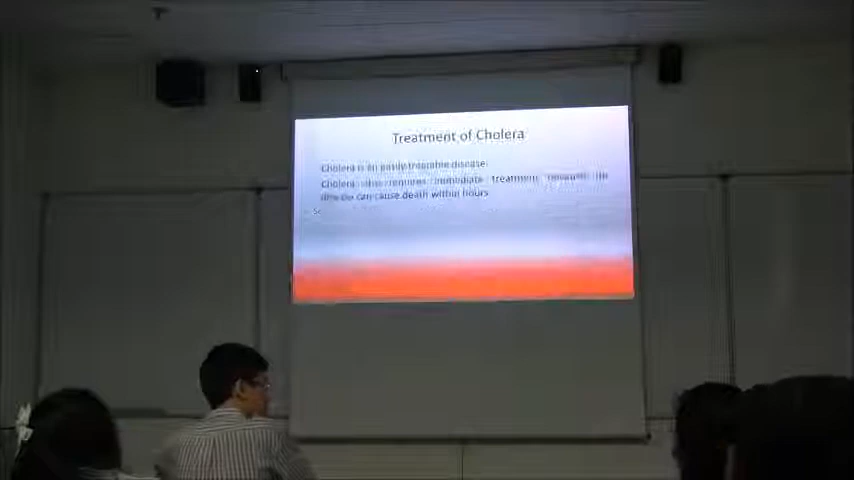 Treatment of Cholera
Cholera is an easily treatable disease.
Cholera also requires immediate treatment because the
disease can cause death within hours